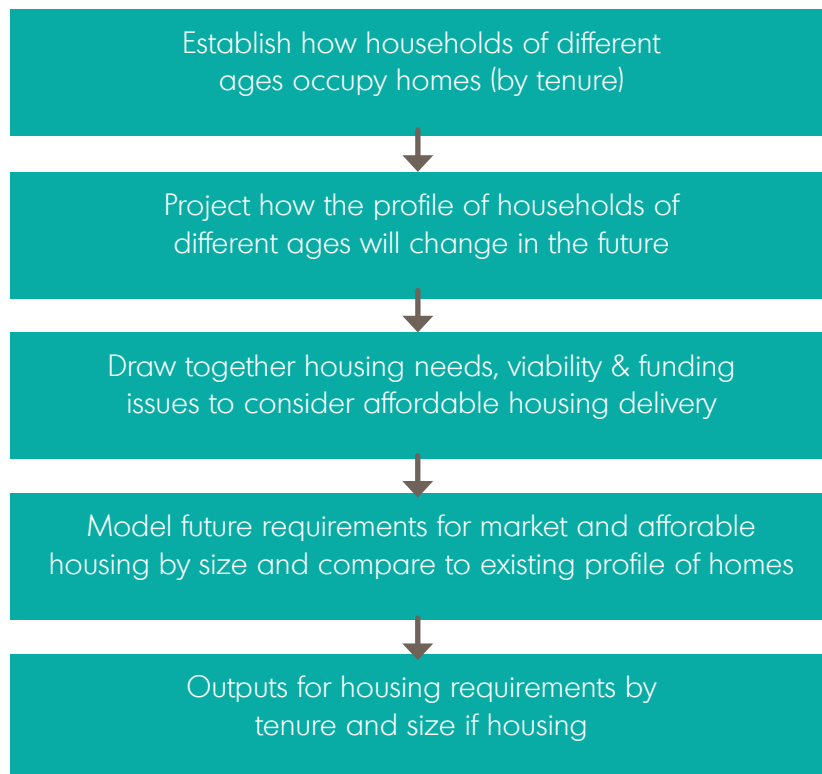 Establish how households of different
ages occupy homes (by tenure)
Project how the profile of households of
different ages will change in the future
Draw together housing needs, viability & funding
issues to consider affordable housing delivery
Model future requirements for market and afforable
housing by size and compare to existing profile of homes
Outputs for housing requirements by
tenure and size if housing